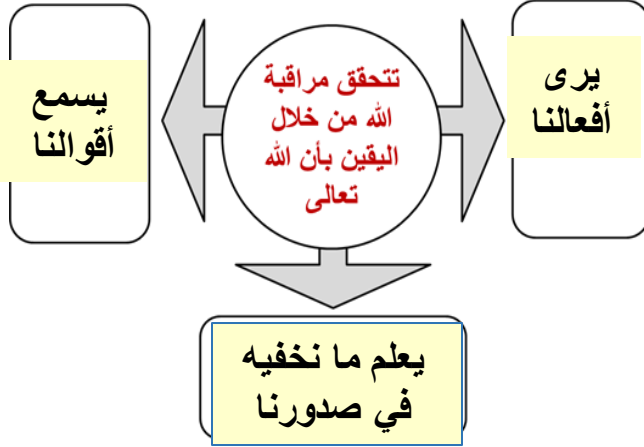 تتحقق مراقبة
الله من خلال
اليقين بأن الله
تعالى
يرى
أفعالنا
يسمع
أقوالنا
يعلم ما نخفيه
في صدورنا